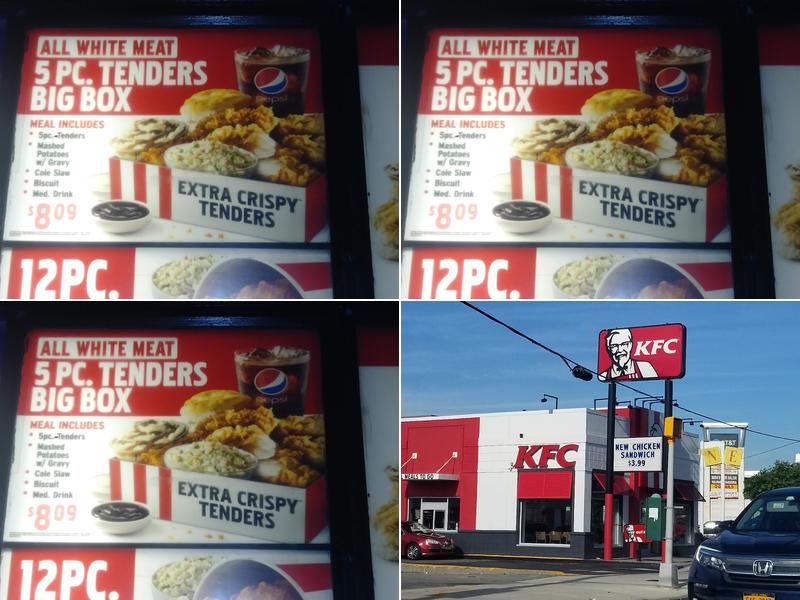 ALL WHITE MEAT
5 PC. TENDERS
BIG BOX
MEAL INCLUDES
5pc. Tenders
Mashed
Potatoes
w/ Gravy
Cole Slaw
Biscuit
Med. Drink
$8.09
pepsi
EXTRA CRISPY™
TENDERS
12PC.
ALL WHITE MEAT
5 PC. TENDERS
BIG BOX
MEAL INCLUDES
5pc. Tenders
Mashed
Potatoes
w/ Gravy
Cole Slaw
Biscuit
Med. Drink
$8.09
pepsi
EXTRA CRISPY™
TENDERS
12PC.
ALL WHITE MEAT
5 PC. TENDERS
BIG BOX
MEAL INCLUDES
5pc. Tenders
Mashed
Potatoes
w/ Gravy
Cole Slaw
Biscuit
Med. Drink
$8.09
pepsi
EXTRA CRISPY™
TENDERS
12PC.
KFC
NEW CHICKEN
SANDWICH
$3.99
KFC
MEALS TO GO
AT&T
N E